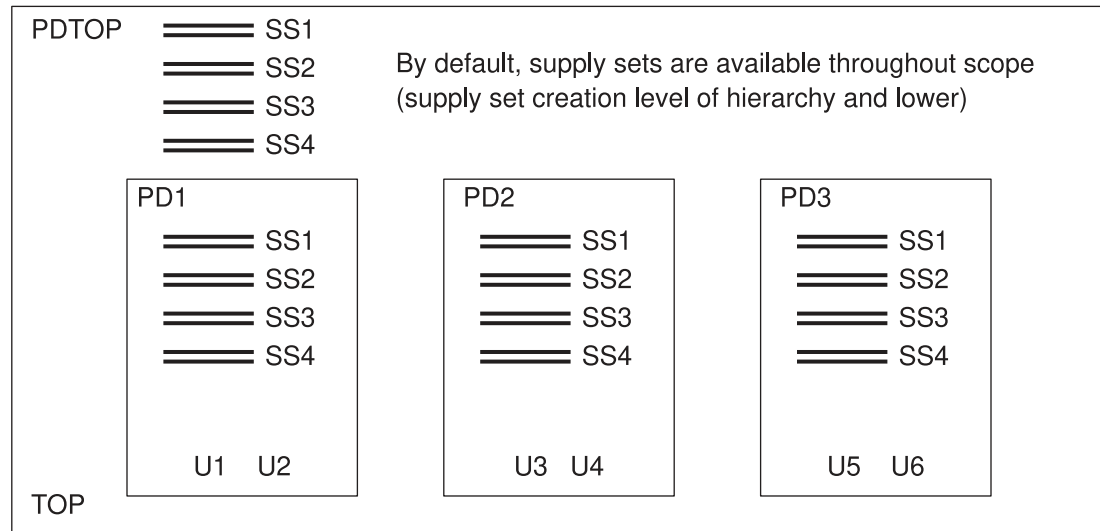 PDTOP SS1
SS2
SS3
SS4
By default, supply sets are available throughout scope
(supply set creation level of hierarchy and lower)
PD1
SS1
SS2
SS3
SS4
U1 U2
PD2
SS1
SS2
SS3
SS4
U3 U4
PD3
SS1
SS2
SS3
SS4
U5 U6
TOP